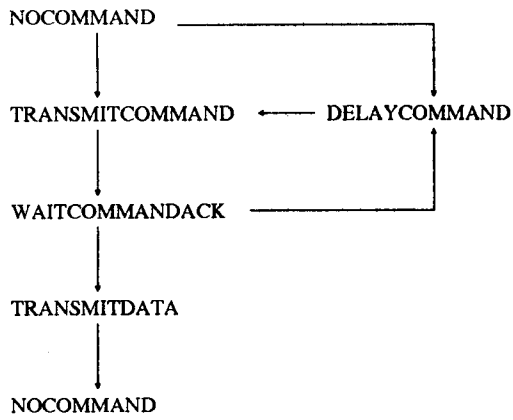 NOCOMMAND
TRANSMITCOMMAND
DELAYCOMMAND
WAITCOMMANDACK
TRANSMITDATA
NOCOMMAND